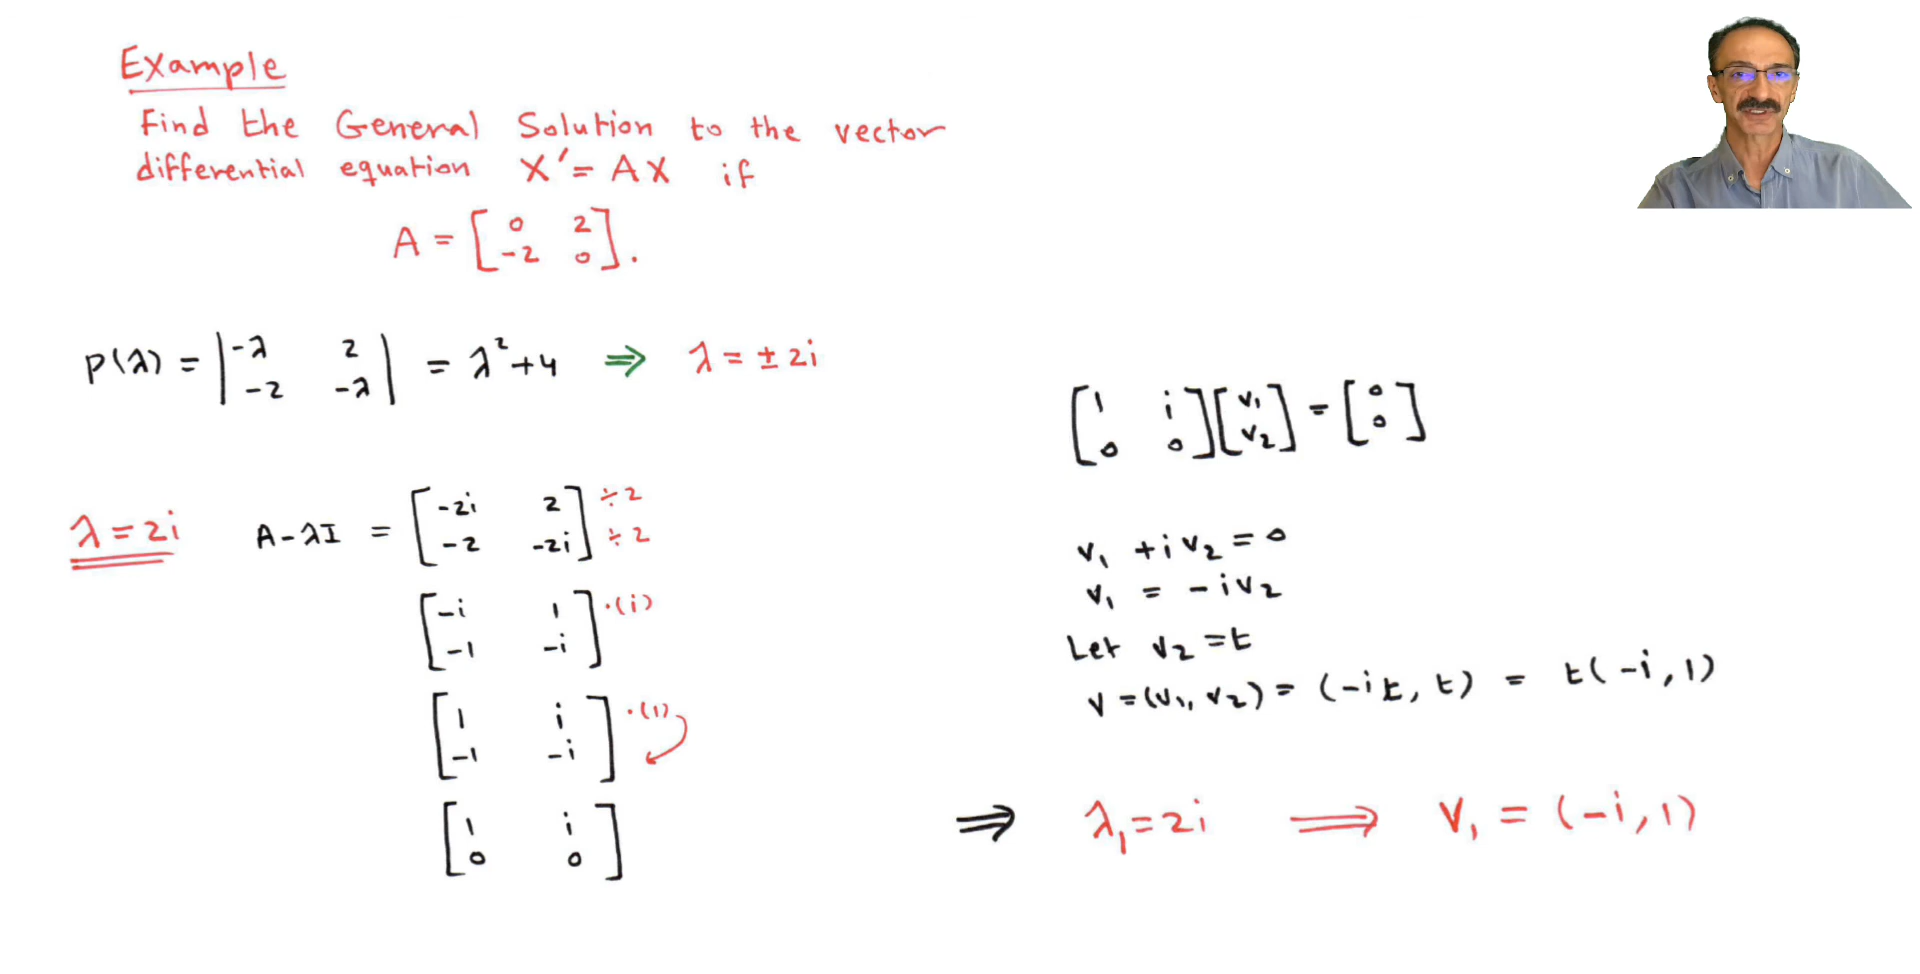 Example
Find the General Solution to the vector
differential equation X′ = AX if
A = [0 2; -2 0].
P(λ) = |-λ 2; -2 -λ| = λ² + 4 ⇒ λ = ± 2i
λ = 2i A - λI = [-2i 2; -2 -2i] ÷2 ÷2
[-i 1; -1 -i] ·(i)
[1 i; -1 -i] ·(1)
[1 i; 0 0]
[1 i; 0 0][v₁; v₂] = [0; 0]
v₁ + i v₂ = 0
v₁ = - i v₂
Let v₂ = t
v = (v₁, v₂) = (-it, t) = t(-i, 1)
⇒ λ₁ = 2i ⟹ V₁ = (-i, 1)